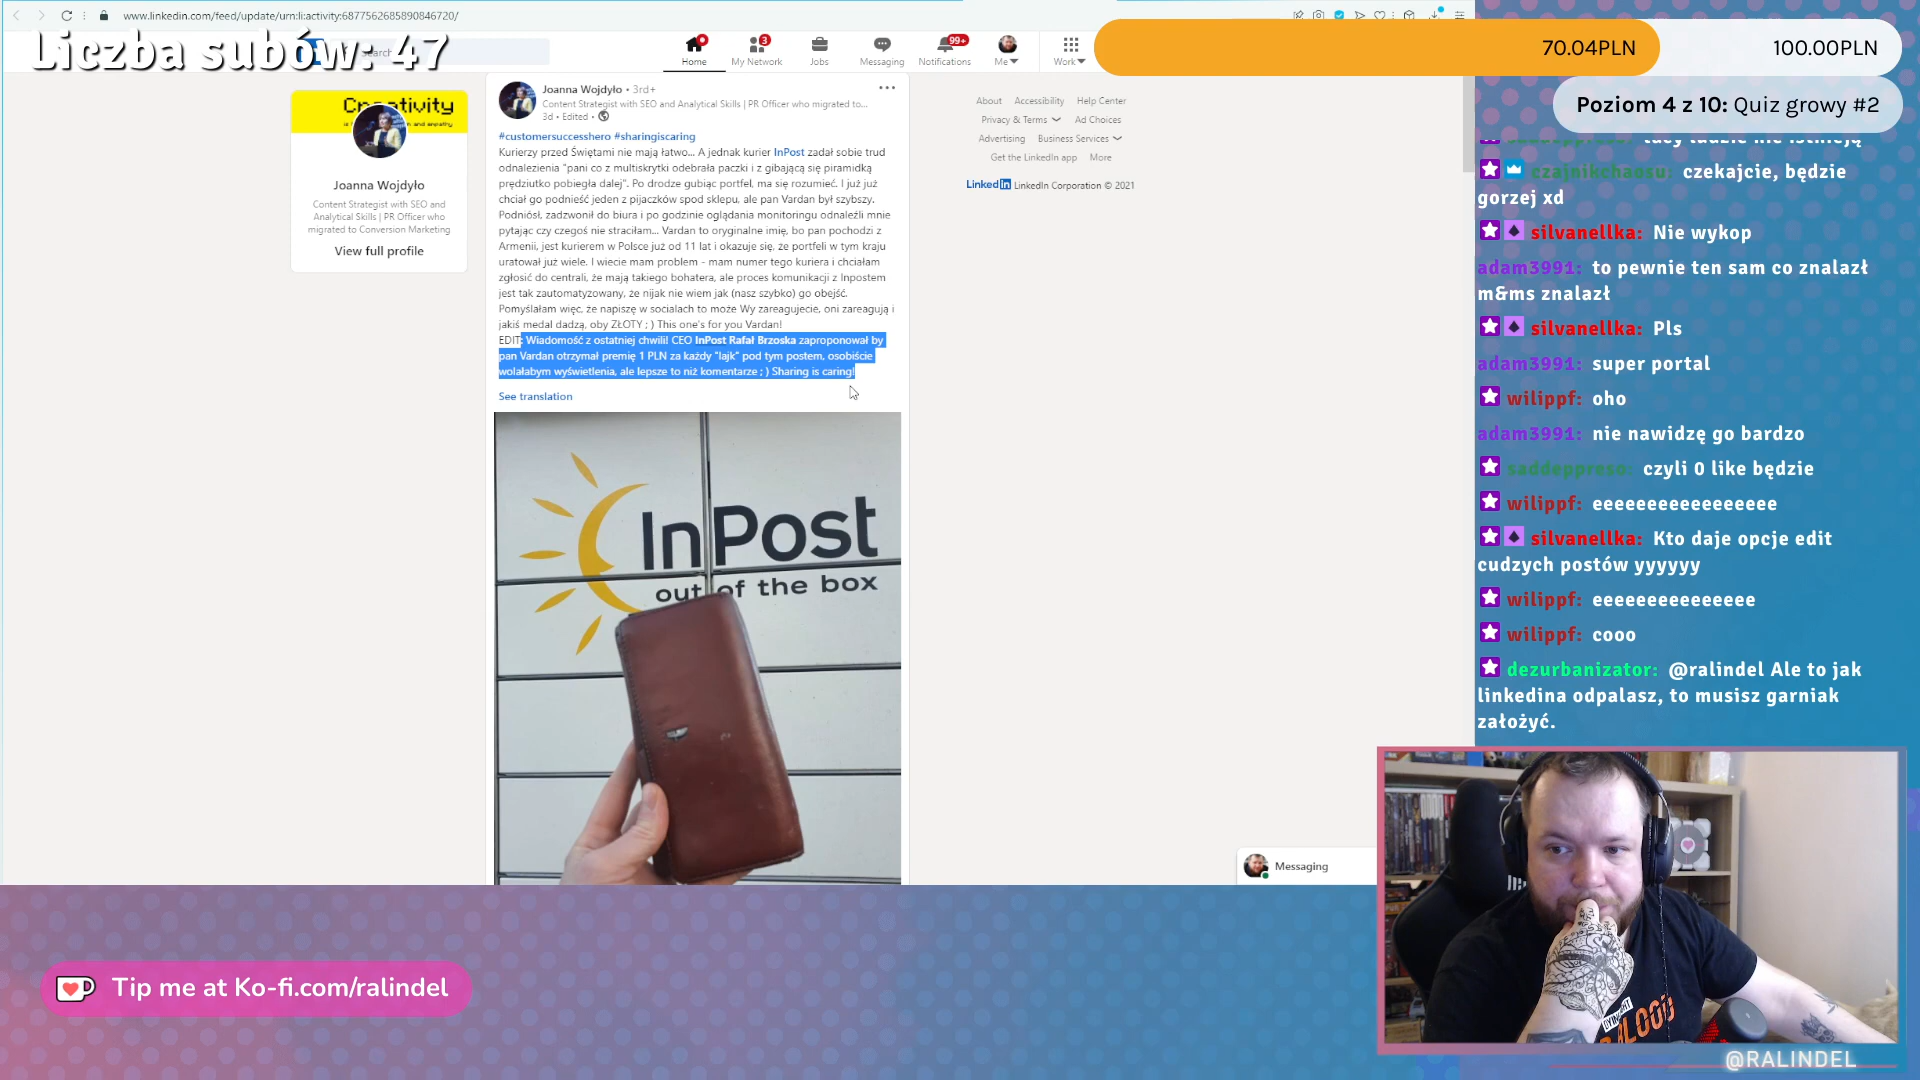 www.linkedin.com/feed/update/urn:li:activity:6877562685890846720/
Liczba subów: 47
Search
Home
3
My Network
Jobs
Messaging
99+
Notifications
Me
Work
70.04PLN
100.00PLN
Poziom 4 z 10: Quiz growy #2
Creativity
Joanna Wojdyło
Content Strategist with SEO and
Analytical Skills | PR Officer who
migrated to Conversion Marketing
View full profile
Joanna Wojdyło • 3rd+
Content Strategist with SEO and Analytical Skills | PR Officer who migrated to...
3d • Edited •
#customersuccesshero #sharingiscaring
Kurierzy przed Świętami nie mają łatwo... A jednak kurier InPost zadał sobie trud
odnalezienia "pani co z multiskrytki odebrała paczki i z gibającą się piramidką
prędziutko pobiegła dalej". Po drodze gubiąc portfel, ma się rozumieć. I już już
chciał go podnieść jeden z pijaczków spod sklepu, ale pan Vardan był szybszy.
Podniósł, zadzwonił do biura i po godzinie oglądania monitoringu odnaleźli mnie
pytając czy czegoś nie straciłam... Vardan to oryginalne imię, bo pan pochodzi z
Armenii, jest kurierem w Polsce już od 11 lat i okazuje się, że portfeli w tym kraju
uratował już wiele. I wiecie mam problem - mam numer tego kuriera i chciałam
zgłosić do centrali, że mają takiego bohatera, ale proces komunikacji z Inpostem
jest tak zautomatyzowany, że nijak nie wiem jak (nasz szybko) go obejść.
Pomyślałam więc, że napiszę w socialach to może Wy zareagujecie, oni zareagują i
jakiś medal dadzą, oby ZŁOTY ; ) This one's for you Vardan!
EDIT: Wiadomość z ostatniej chwili! CEO InPost Rafał Brzoska zaproponował by
pan Vardan otrzymał premię 1 PLN za każdy "lajk" pod tym postem, osobiście
wolałabym wyświetlenia, ale lepsze to niż komentarze ; ) Sharing is caring!
See translation
InPost
out of the box
About Accessibility Help Center
Privacy & Terms Ad Choices
Advertising Business Services
Get the LinkedIn app More
LinkedIn LinkedIn Corporation © 2021
Messaging
czajnikchaosu: czekajcie, będzie
gorzej xd
silvanellka: Nie wykop
adam3991: to pewnie ten sam co znalazł
m&ms znalazł
silvanellka: Pls
adam3991: super portal
wilippf: oho
adam3991: nie nawidzę go bardzo
saddeppreso: czyli 0 like będzie
wilippf: eeeeeeeeeeeeeeeee
silvanellka: Kto daje opcje edit
cudzych postów yyyyyy
wilippf: eeeeeeeeeeeeeee
wilippf: cooo
dezurbanizator: @ralindel Ale to jak
linkedina odpalasz, to musisz garniak
założyć.
Tip me at Ko-fi.com/ralindel
@RALINDEL